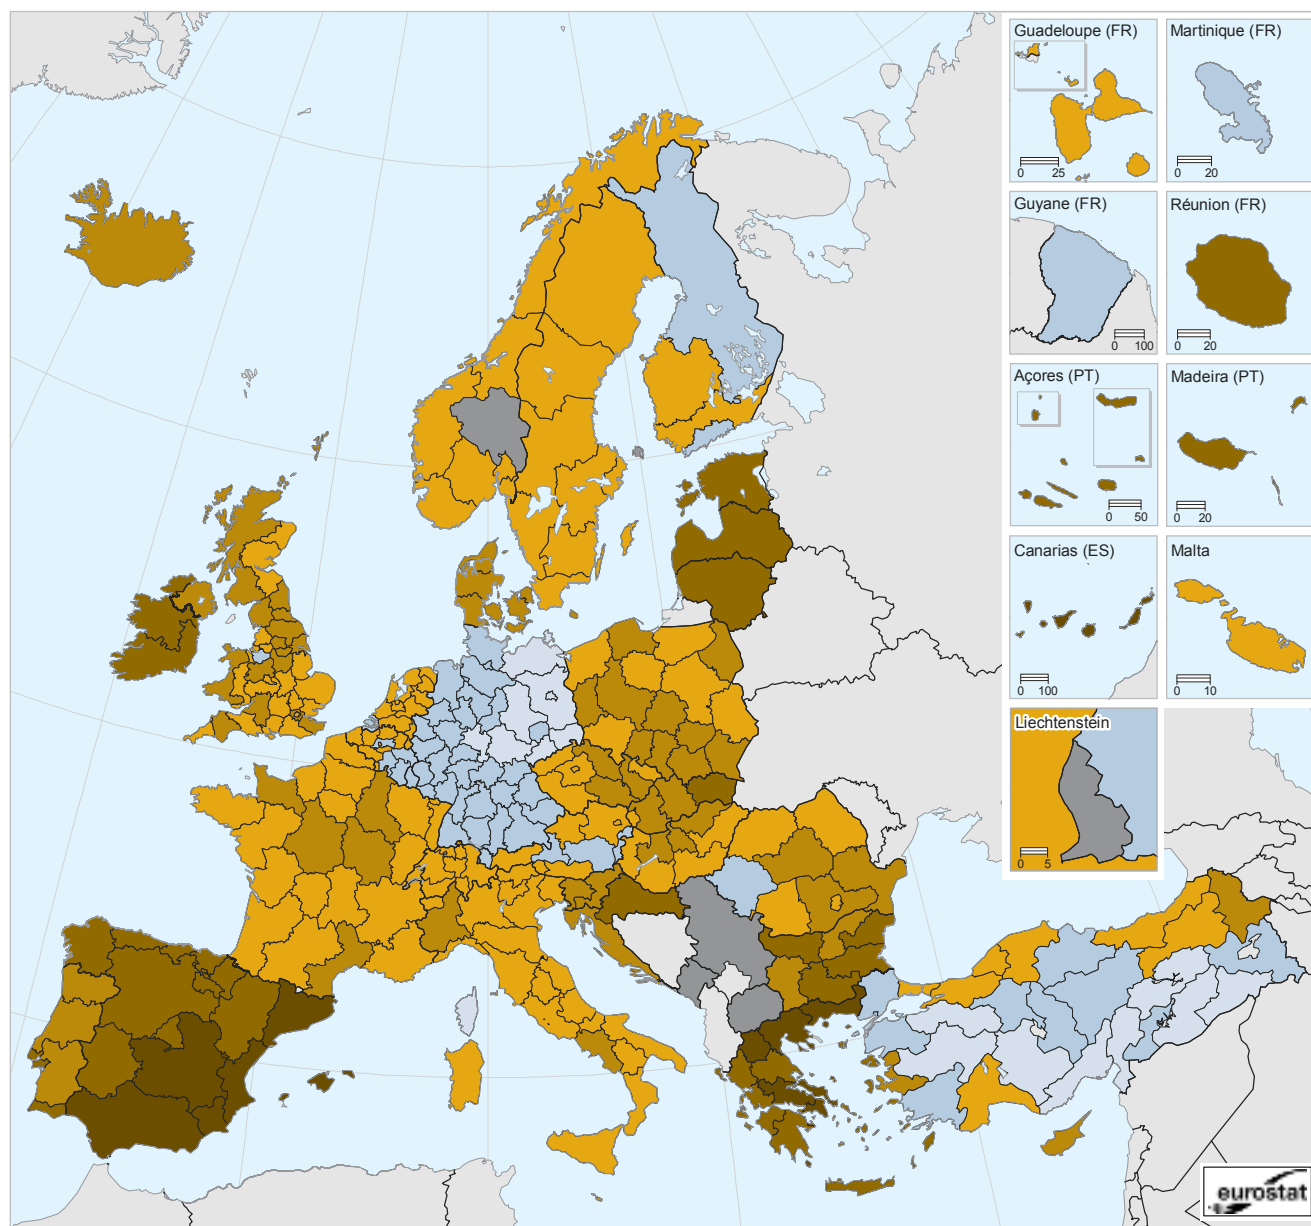 Guadeloupe (FR)
0 25
Martinique (FR)
0 20
Guyane (FR)
0 100
Réunion (FR)
0 20
Açores (PT)
0 50
Madeira (PT)
0 20
Canarias (ES)
0 100
Malta
0 10
Liechtenstein
0 5
eurostat